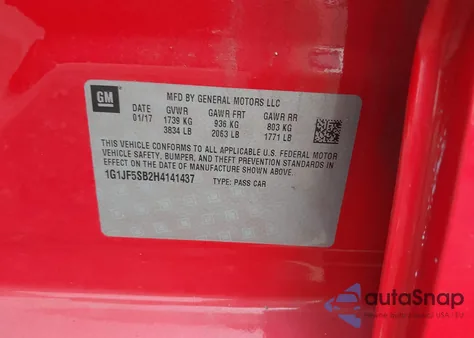 GM
MFD BY GENERAL MOTORS LLC
DATE GVWR GAWR FRT GAWR RR
01/17 1739 KG 936 KG 803 KG
3834 LB 2063 LB 1771 LB
THIS VEHICLE CONFORMS TO ALL APPLICABLE U.S. FEDERAL MOTOR
VEHICLE SAFETY, BUMPER, AND THEFT PREVENTION STANDARDS IN
EFFECT ON THE DATE OF MANUFACTURE SHOWN ABOVE.
1G1JF5SB2H4141437 TYPE: PASS CAR
autoSnap